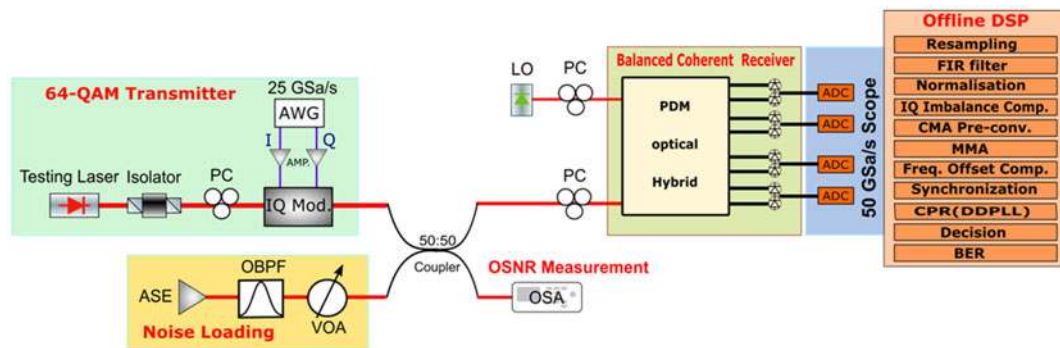 64-QAM Transmitter
25 GSa/s
AWG
I
Q
AMP.
Testing Laser
Isolator
PC
IQ Mod.
ASE
OBPF
VOA
Noise Loading
50:50
Coupler
OSNR Measurement
OSA
LO
PC
PC
Balanced Coherent Receiver
PDM
optical
Hybrid
ADC
ADC
ADC
ADC
50 GSa/s Scope
Offline DSP
Resampling
FIR filter
Normalisation
IQ Imbalance Comp.
CMA Pre-conv.
MMA
Freq. Offset Comp.
Synchronization
CPR(DDPLL)
Decision
BER